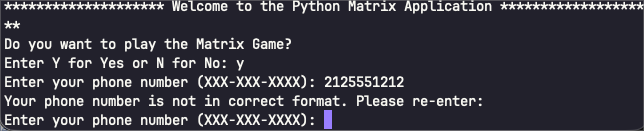 ******************** Welcome to the Python Matrix Application ******************
**
Do you want to play the Matrix Game?
Enter Y for Yes or N for No: y
Enter your phone number (XXX-XXX-XXXX): 2125551212
Your phone number is not in correct format. Please re-enter:
Enter your phone number (XXX-XXX-XXXX):